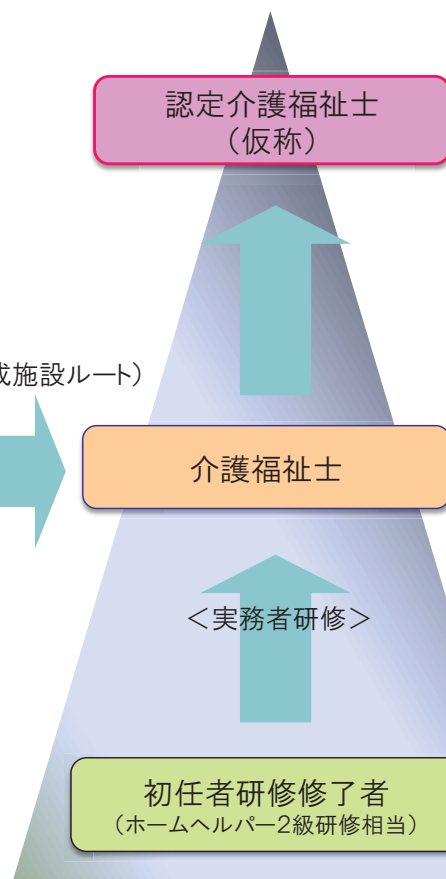 認定介護福祉士
（仮称）
成施設ルート）
介護福祉士
＜実務者研修＞
初任者研修修了者
（ホームヘルパー2級研修相当）